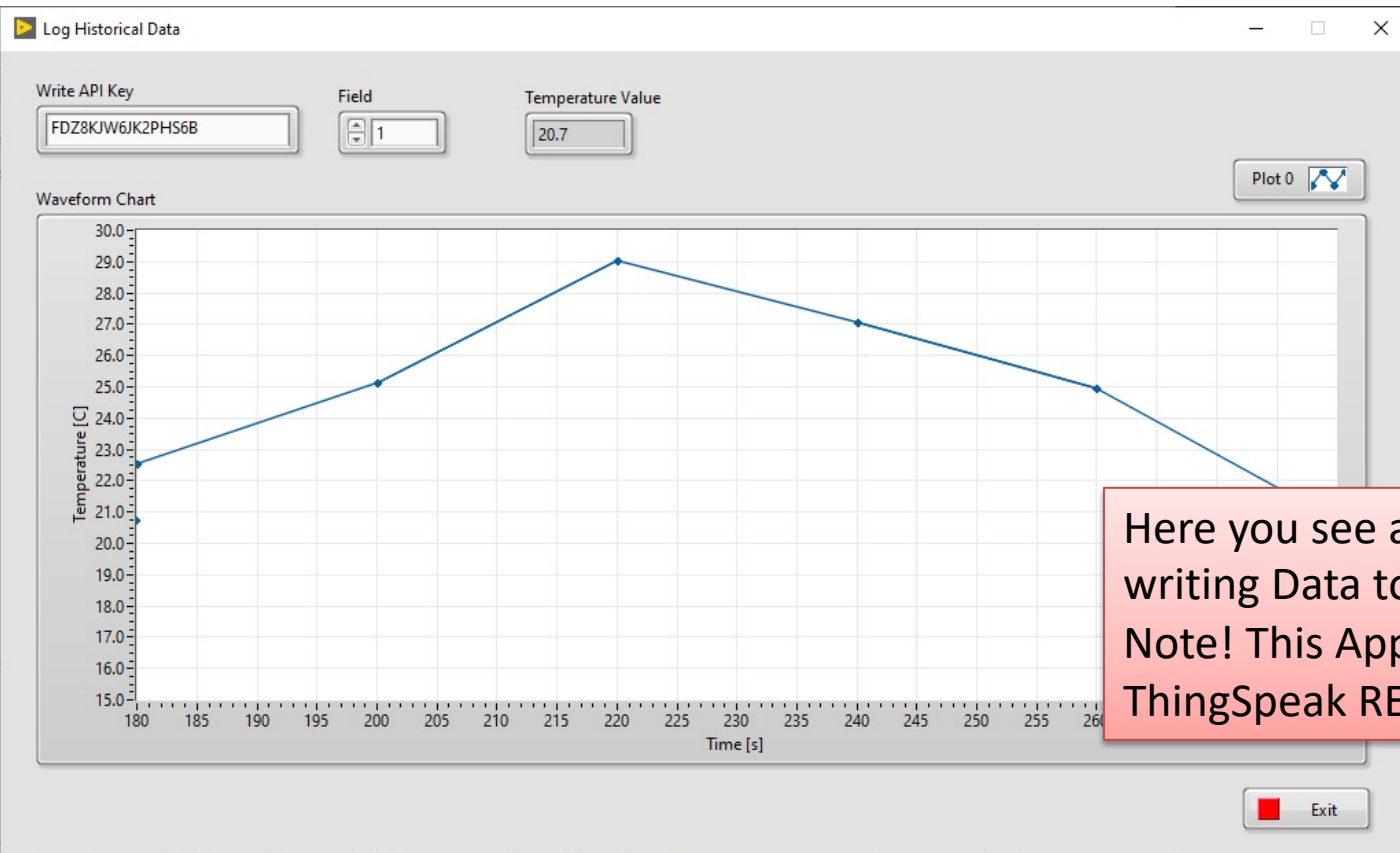 Log Historical Data
Write API Key
Field
Temperature Value
FDZ8KJW6JK2PHS6B
1
20.7
Plot 0
Waveform Chart
30.0
29.0
28.0
27.0
26.0
25.0
24.0
23.0
22.0
21.0
20.0
19.0
18.0
17.0
16.0
15.0
Temperature [C]
180 185 190 195 200 205 210 215 220 225 230 235 240 245 250 255
Time [s]
Here you see
writing Data
Note! This
ThingSpeak
Exit